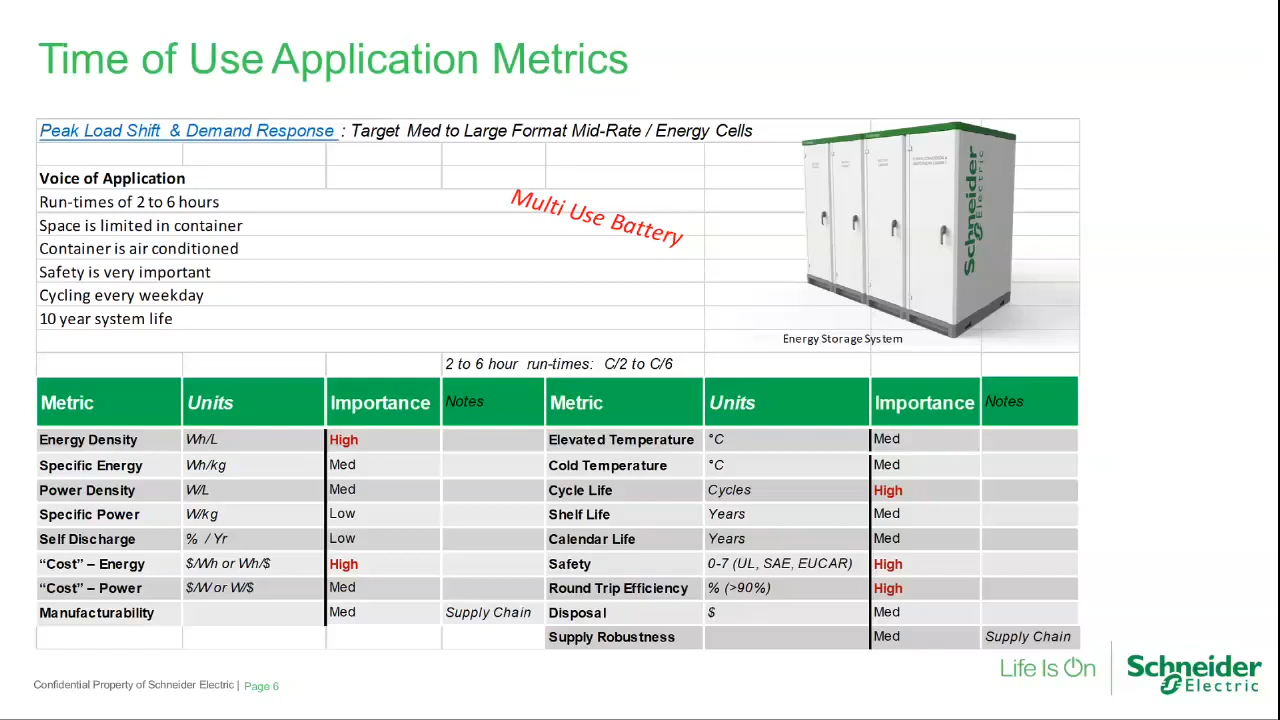 Time of Use Application Metrics
Peak Load Shift & Demand Response : Target Med to Large Format Mid-Rate / Energy Cells
Voice of Application
Run-times of 2 to 6 hours
Space is limited in container
Container is air conditioned
Safety is very important
Cycling every weekday
10 year system life
Multi Use Battery
Schneider Electric
Energy Storage System
2 to 6 hour run-times: C/2 to C/6
Metric Units Importance Notes Metric Units Importance Notes
Energy Density Wh/L High Elevated Temperature °C Med
Specific Energy Wh/kg Med Cold Temperature °C Med
Power Density W/L Med Cycle Life Cycles High
Specific Power W/kg Low Shelf Life Years Med
Self Discharge % / Yr Low Calendar Life Years Med
“Cost” – Energy $/Wh or Wh/$ High Safety 0-7 (UL, SAE, EUCAR) High
“Cost” – Power $/W or W/$ Med Round Trip Efficiency % (>90%) High
Manufacturability Med Supply Chain Disposal $ Med
Supply Robustness Med Supply Chain
Confidential Property of Schneider Electric | Page 6
Life Is On
Schneider
Electric